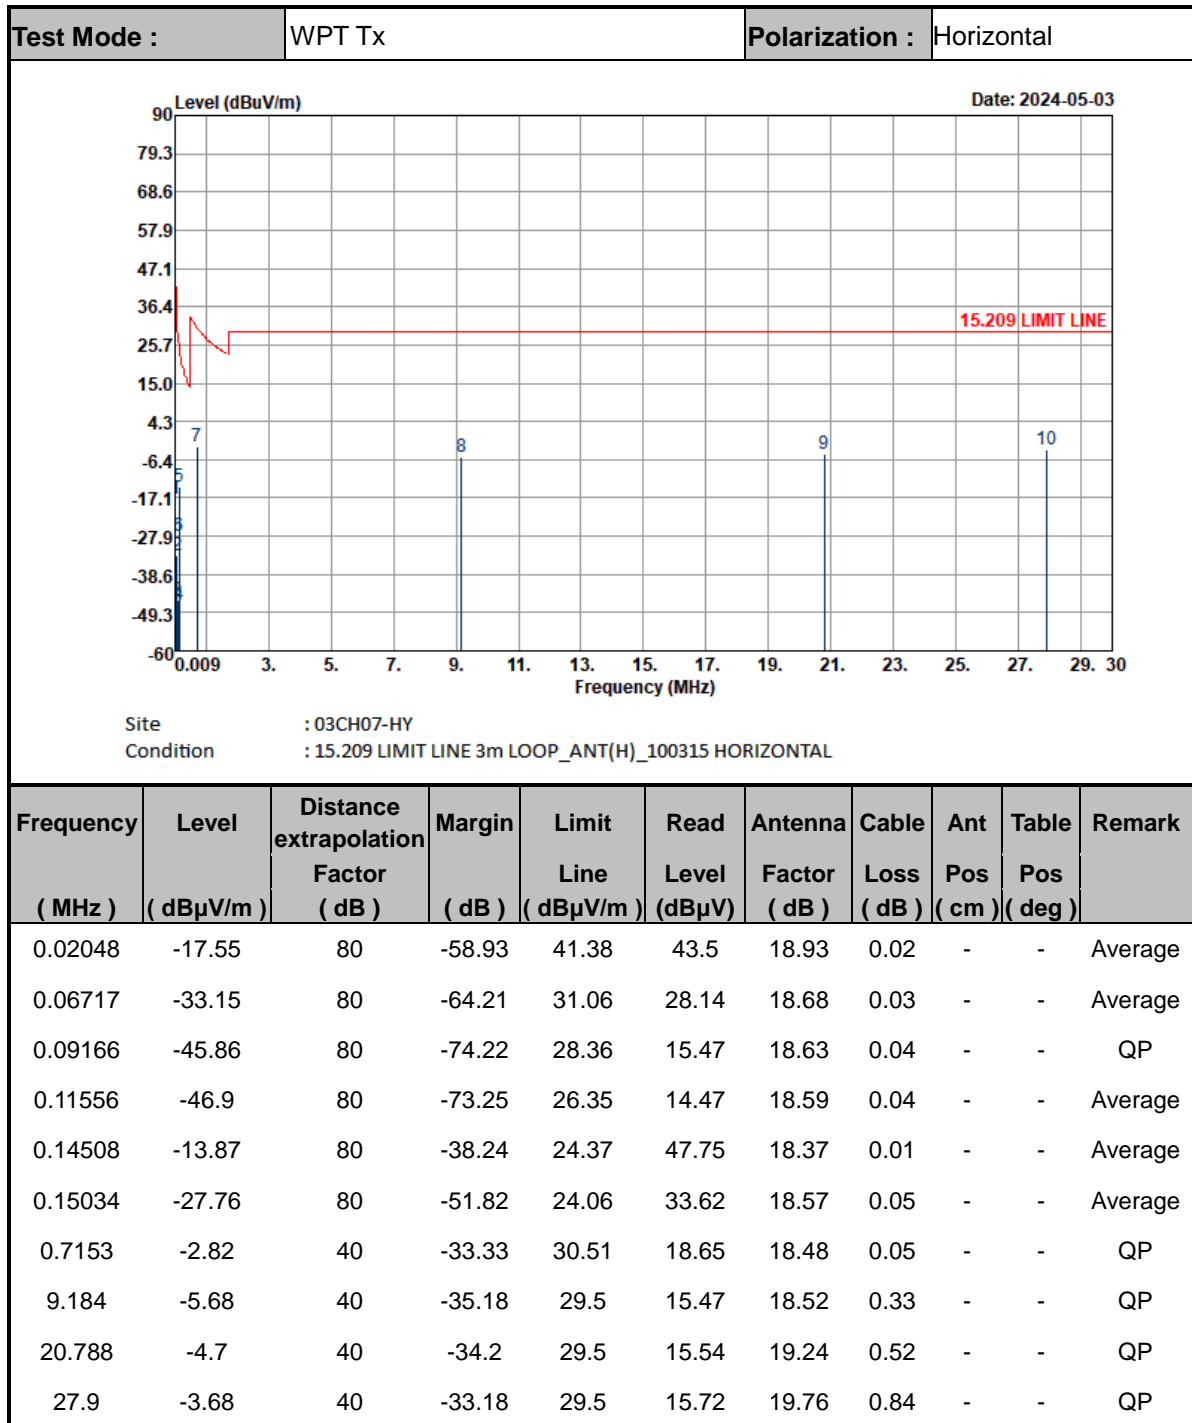 Test Mode : WPT Tx Polarization : Horizontal
Level (dBuV/m) Date: 2024-05-03
90
79.3
68.6
57.9
47.1
36.4
15.209 LIMIT LINE
25.7
15.0
4.3
7 8 9 10
-6.4
5
-17.1
6
-27.9
2
-38.6
4
-49.3
-60
0.009 3. 5. 7. 9. 11. 13. 15. 17. 19. 21. 23. 25. 27. 29. 30
Frequency (MHz)
Site : 03CH07-HY
Condition : 15.209 LIMIT LINE 3m LOOP_ANT(H)_100315 HORIZONTAL
Frequency Level Distance extrapolation Margin Limit Read Antenna Cable Ant Table Remark
Factor Line Level Factor Loss Pos Pos
( MHz ) ( dBµV/m ) ( dB ) ( dB ) ( dBµV/m ) (dBµV) ( dB ) ( dB ) ( cm ) ( deg )
0.02048 -17.55 80 -58.93 41.38 43.5 18.93 0.02 - - Average
0.06717 -33.15 80 -64.21 31.06 28.14 18.68 0.03 - - Average
0.09166 -45.86 80 -74.22 28.36 15.47 18.63 0.04 - - QP
0.11556 -46.9 80 -73.25 26.35 14.47 18.59 0.04 - - Average
0.14508 -13.87 80 -38.24 24.37 47.75 18.37 0.01 - - Average
0.15034 -27.76 80 -51.82 24.06 33.62 18.57 0.05 - - Average
0.7153 -2.82 40 -33.33 30.51 18.65 18.48 0.05 - - QP
9.184 -5.68 40 -35.18 29.5 15.47 18.52 0.33 - - QP
20.788 -4.7 40 -34.2 29.5 15.54 19.24 0.52 - - QP
27.9 -3.68 40 -33.18 29.5 15.72 19.76 0.84 - - QP